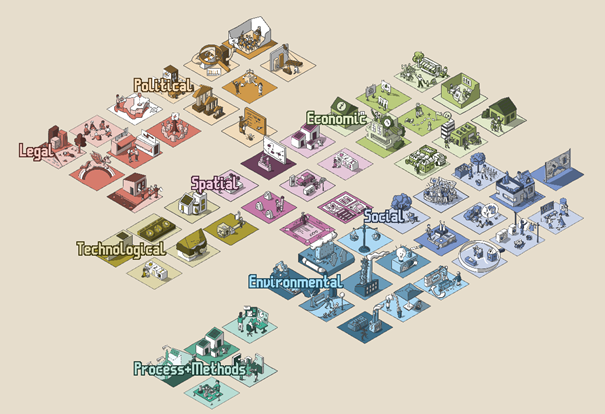 Political
Economic
Legal
Spatial
Social
Technological
Environmental
Process+Methods